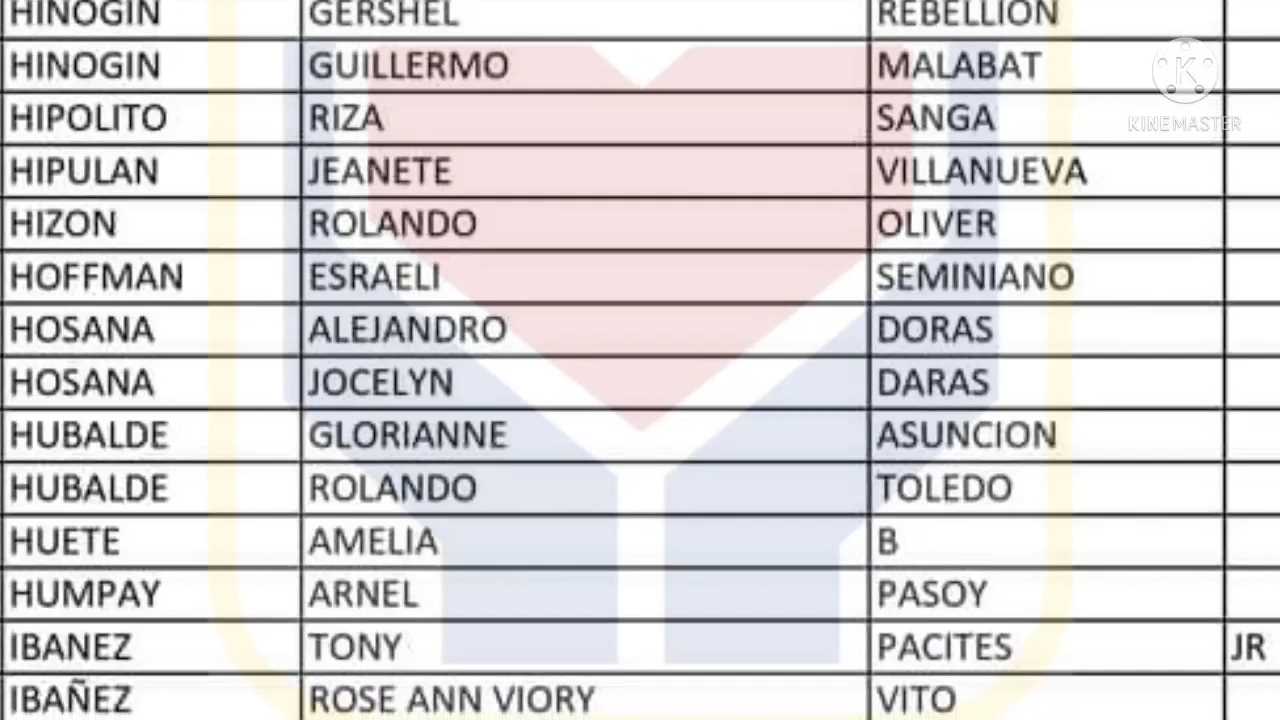 HINOGIN GERSHEL REBELLION
HINOGIN GUILLERMO MALABAT
HIPOLITO RIZA SANGA
HIPULAN JEANETE VILLANUEVA
HIZON ROLANDO OLIVER
HOFFMAN ESRAELI SEMINIANO
HOSANA ALEJANDRO DORAS
HOSANA JOCELYN DARAS
HUBALDE GLORIANNE ASUNCION
HUBALDE ROLANDO TOLEDO
HUETE AMELIA B
HUMPAY ARNEL PASOY
IBANEZ TONY PACITES JR
IBAÑEZ ROSE ANN VIORY VITO
K
KINEMASTER